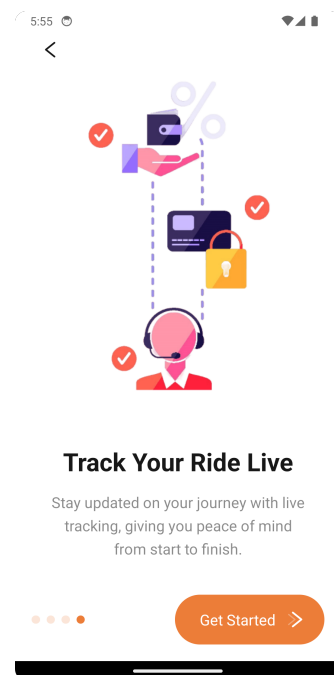 5:55
%
Track Your Ride Live
Stay updated on your journey with live
tracking, giving you peace of mind
from start to finish.
Get Started